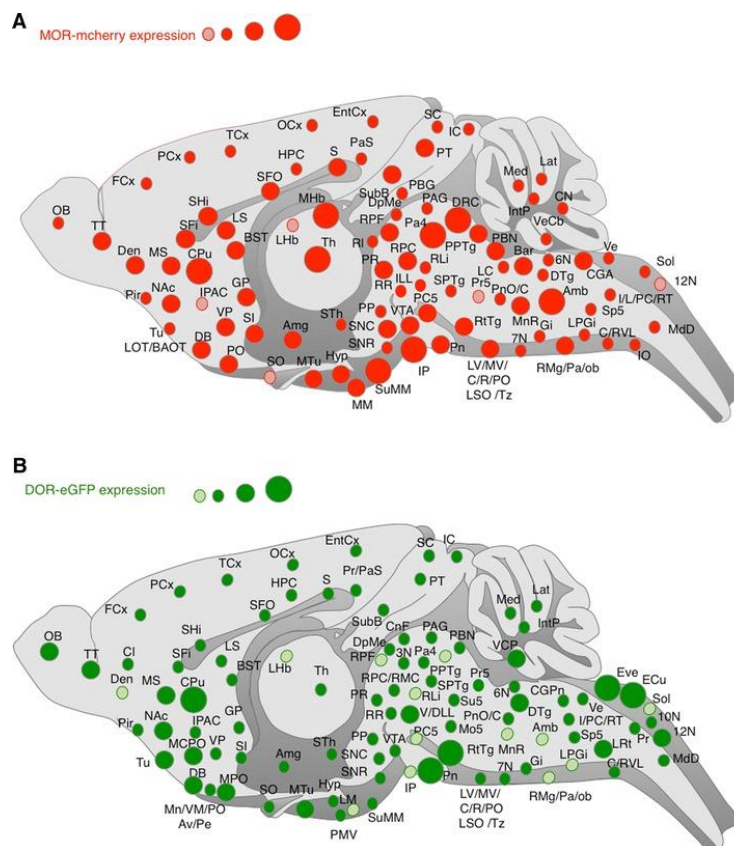 A
MOR-mcherry expression
OCx
EntCx
SC
IC
TCx
PaS
PCx
HPC
S
PT
FCx
SFO
Med
Lat
SHi
MHb
SubB
PBG
DpMe
PAG
DRC
IntP
CN
OB
TT
SFi
LS
RPF
Pa4
VeCb
LHb
RI
PPTg
PBN
Den
MS
CPu
BST
Th
PR
RPC
RLi
LC
Bar
6N
Ve
Sol
DTg
CGA
12N
Pir
NAc
IPAC
GP
RR
ILL
SPTg
Pr5
PnO/C
Amb
I/L/PC/RT
PP
VTA
PC5
Sp5
Tu
VP
SI
STh
SNC
MnR
Gi
LPGi
MdD
LOT/BAOT
DB
Amg
RtTg
C/RVL
PO
SO
MTu
Hyp
SNR
Pn
7N
IO
IP
LV/MV/
C/R/PO
LSO /Tz
RMg/Pa/ob
SuMM
MM
B
DOR-eGFP expression
EntCx
OCx
SC
IC
TCx
Pr/PaS
PCx
HPC
S
PT
FCx
SFO
Med
Lat
SubB
CnF
PAG
IntP
OB
SHi
LS
DpMe
PBN
VCP
TT
CI
SFi
RPF
3N
Pa4
LHb
BST
Th
PPTg
Den
MS
CPu
RPC/RMC
SPTg
Pr5
6N
CGPn
Eve
ECu
PR
RLi
Su5
Ve
Sol
NAc
IPAC
GP
RR
V/DLL
PnO/C
DTg
I/PC/RT
10N
Pir
Mo5
Amb
Pr
12N
MCPO
VP
PP
VTA
PC5
Sp5
Tu
SI
Amg
STh
SNC
RtTg
MnR
LPGi
LRt
MdD
DB
MPO
SNR
Pn
7N
Gi
C/RVL
SO
MTu
Hyp
LM
IP
Mn/VM/PO
Av/Pe
SuMM
PMV
LV/MV/
C/R/PO
LSO /Tz
RMg/Pa/ob